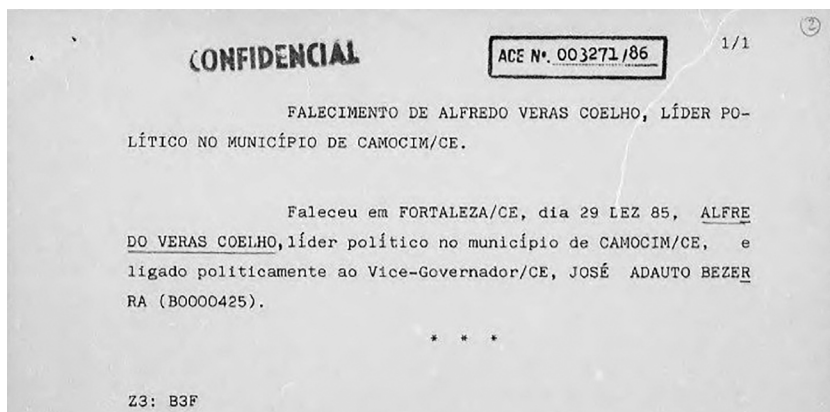 2
CONFIDENCIAL
ACE Nº. 003271/86
1/1
FALECIMENTO DE ALFREDO VERAS COELHO, LÍDER PO-
LÍTICO NO MUNICÍPIO DE CAMOCIM/CE.
Faleceu em FORTALEZA/CE, dia 29 LEZ 85, ALFRE
DO VERAS COELHO, líder político no município de CAMOCIM/CE, e
ligado politicamente ao Vice-Governador/CE, JOSÉ ADAUTO BEZER
RA (B0000425).
* * *
Z3: B3F